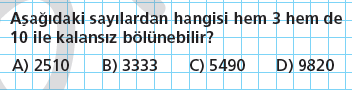 Aşağıdaki sayılardan hangisi hem 3 hem de
10 ile kalansız bölünebilir?
A) 2510 B) 3333 C) 5490 D) 9820